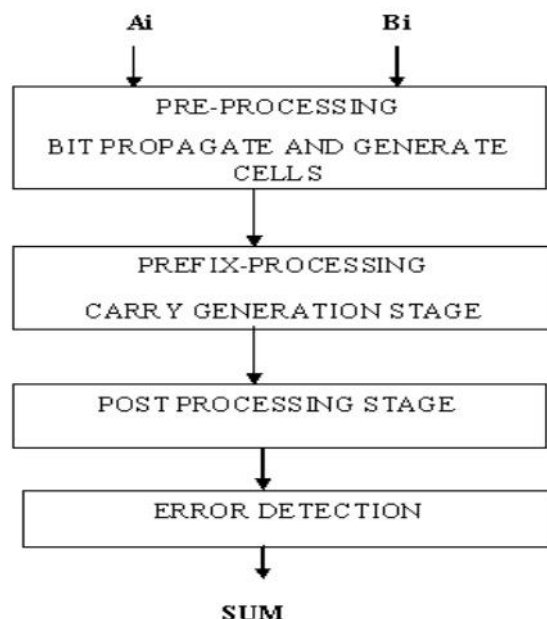 Ai Bi
PRE-PROCESSING
BIT PROPAGATE AND GENERATE
CELLS
PREFIX-PROCESSING
CARRY GENERATION STAGE
POST PROCESSING STAGE
ERROR DETECTION
SUM